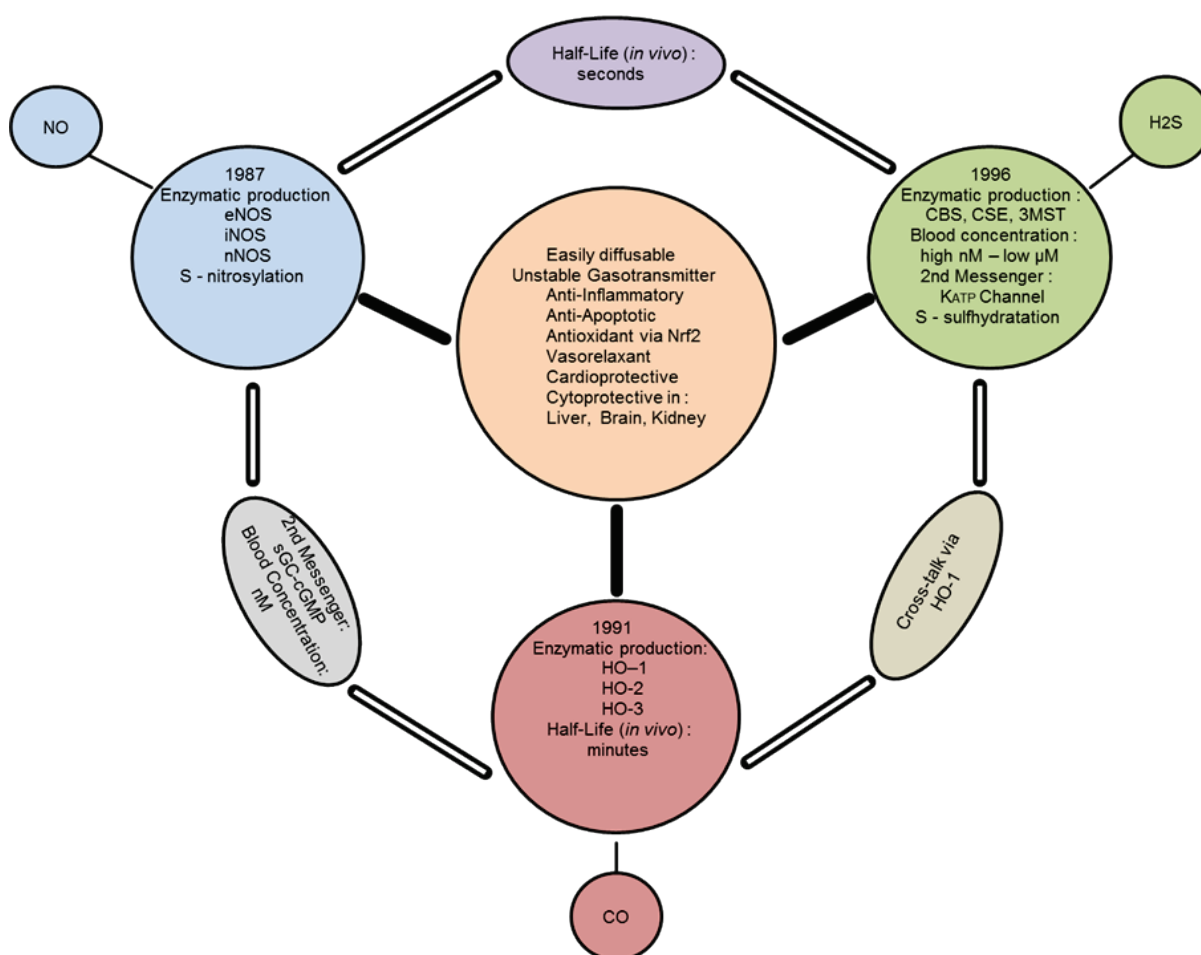 Half-Life (in vivo) :
seconds
NO
H2S
1987
Enzymatic production
eNOS
iNOS
nNOS
S - nitrosylation
1996
Enzymatic production :
CBS, CSE, 3MST
Blood concentration :
high nM – low µM
2nd Messenger :
KATP Channel
S - sulfhydratation
Easily diffusable
Unstable Gasotransmitter
Anti-Inflammatory
Anti-Apoptotic
Antioxidant via Nrf2
Vasorelaxant
Cardioprotective
Cytoprotective in :
Liver, Brain, Kidney
2nd Messenger:
sGC-cGMP
Blood Concentration:
nM
Cross-talk via
HO-1
1991
Enzymatic production:
HO–1
HO-2
HO-3
Half-Life (in vivo) :
minutes
CO